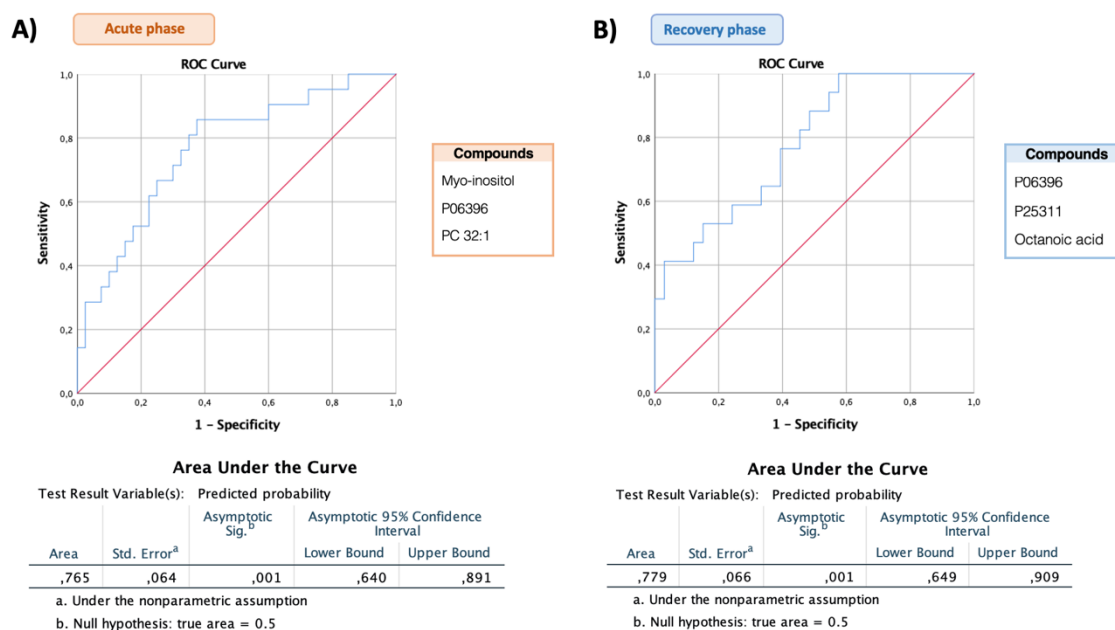 A)
Acute phase
ROC Curve
1,0
0,8
0,6
0,4
0,2
0,0
Sensitivity
0,0 0,2 0,4 0,6 0,8 1,0
1 - Specificity
Compounds
Myo-inositol
P06396
PC 32:1
Area Under the Curve
Test Result Variable(s): Predicted probability
Area Std. Errorᵃ Asymptotic Sig.ᵇ Asymptotic 95% Confidence Interval
Lower Bound Upper Bound
,765 ,064 ,001 ,640 ,891
a. Under the nonparametric assumption
b. Null hypothesis: true area = 0.5
B)
Recovery phase
ROC Curve
1,0
0,8
0,6
0,4
0,2
0,0
Sensitivity
0,0 0,2 0,4 0,6 0,8 1,0
1 - Specificity
Compounds
P06396
P25311
Octanoic acid
Area Under the Curve
Test Result Variable(s): Predicted probability
Area Std. Errorᵃ Asymptotic Sig.ᵇ Asymptotic 95% Confidence Interval
Lower Bound Upper Bound
,779 ,066 ,001 ,649 ,909
a. Under the nonparametric assumption
b. Null hypothesis: true area = 0.5